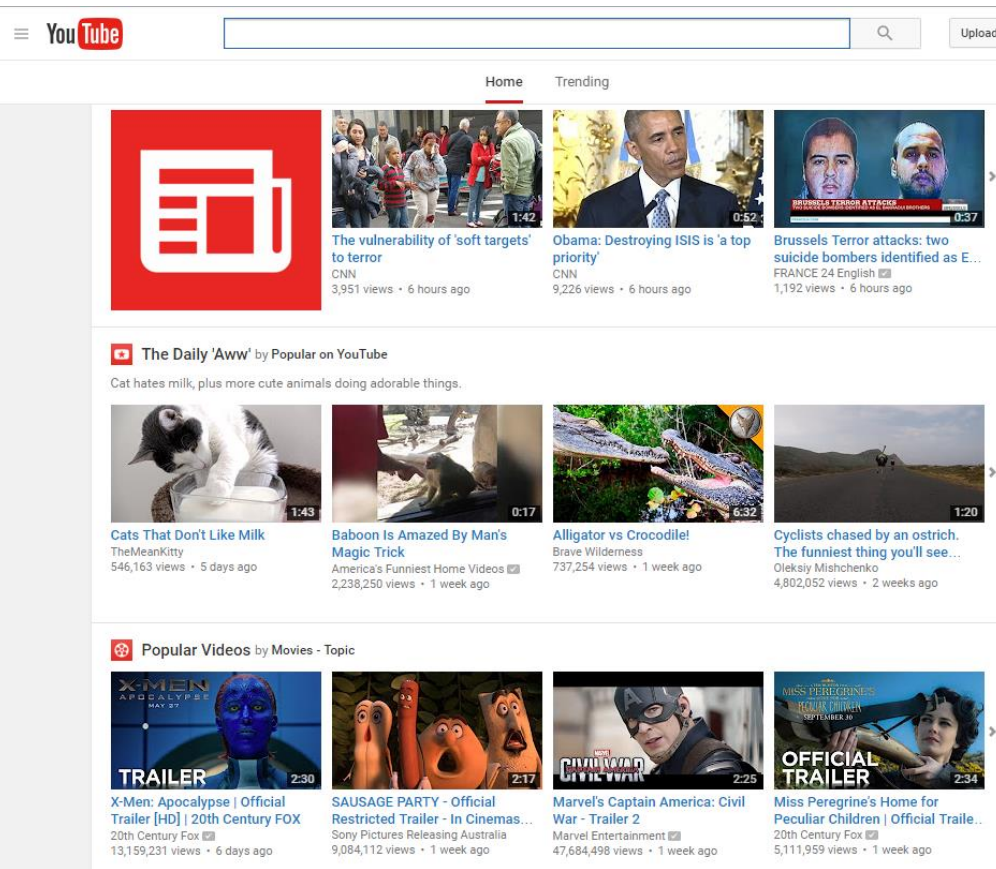 YouTube
Upload
Home Trending
1:42
0:52
BRUSSELS TERROR ATTACKS
0:37
The vulnerability of 'soft targets'
to terror
CNN
3,951 views • 6 hours ago
Obama: Destroying ISIS is 'a top
priority'
CNN
9,226 views • 6 hours ago
Brussels Terror attacks: two
suicide bombers identified as E...
FRANCE 24 English
1,192 views • 6 hours ago
The Daily 'Aww' by Popular on YouTube
Cat hates milk, plus more cute animals doing adorable things.
1:43
0:17
6:32
1:20
Cats That Don't Like Milk
TheMeanKitty
546,163 views • 5 days ago
Baboon Is Amazed By Man's
Magic Trick
America's Funniest Home Videos
2,238,250 views • 1 week ago
Alligator vs Crocodile!
Brave Wilderness
737,254 views • 1 week ago
Cyclists chased by an ostrich.
The funniest thing you'll see...
Oleksiy Mishchenko
4,802,052 views • 2 weeks ago
Popular Videos by Movies - Topic
X-MEN
APOCALYPSE
MAY 27
TRAILER
2:30
2:17
MARVEL
CIVIL WAR
2:25
MISS PEREGRINE'S
PECULIAR CHILDREN
SEPTEMBER 30
OFFICIAL
TRAILER
2:34
X-Men: Apocalypse | Official
Trailer [HD] | 20th Century FOX
20th Century Fox
13,159,231 views • 6 days ago
SAUSAGE PARTY - Official
Restricted Trailer - In Cinemas...
Sony Pictures Releasing Australia
9,084,112 views • 1 week ago
Marvel's Captain America: Civil
War - Trailer 2
Marvel Entertainment
47,684,498 views • 1 week ago
Miss Peregrine's Home for
Peculiar Children | Official Traile..
20th Century Fox
5,111,959 views • 1 week ago